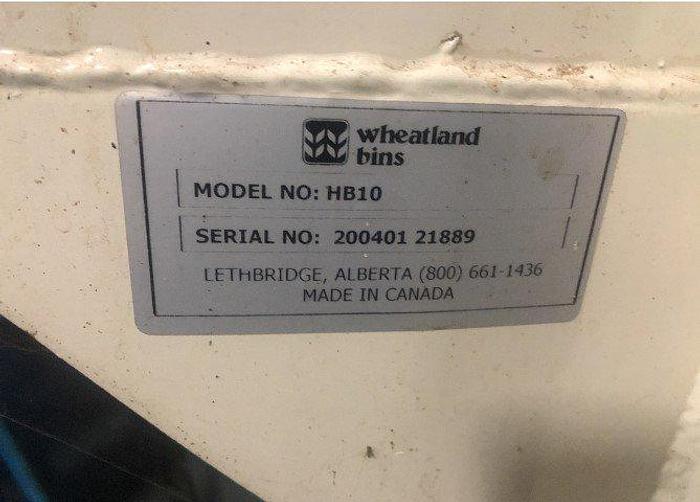 wheatland
bins
MODEL NO: HB10
SERIAL NO: 200401 21889
LETHBRIDGE, ALBERTA (800) 661-1436
MADE IN CANADA